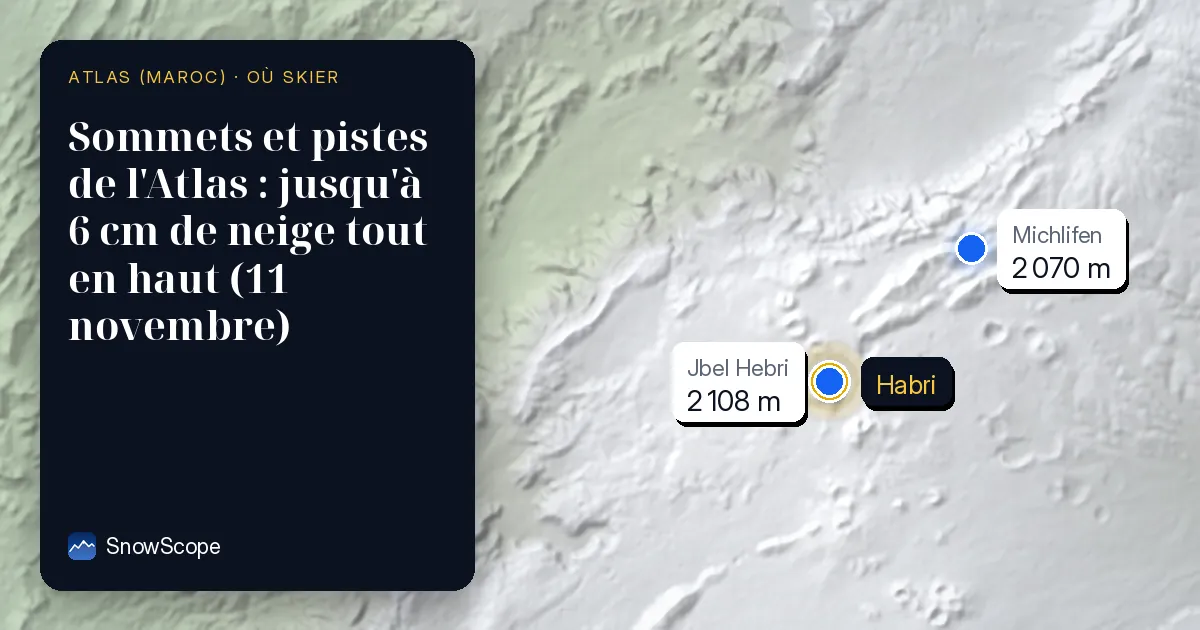 ATLAS (MAROC) · OÙ SKIER
Sommets et pistes
de l'Atlas : jusqu'à
6 cm de neige tout
en haut (11
novembre)
Michlifen
2 070 m
Jbel Hebri
2 108 m
Habri
SnowScope